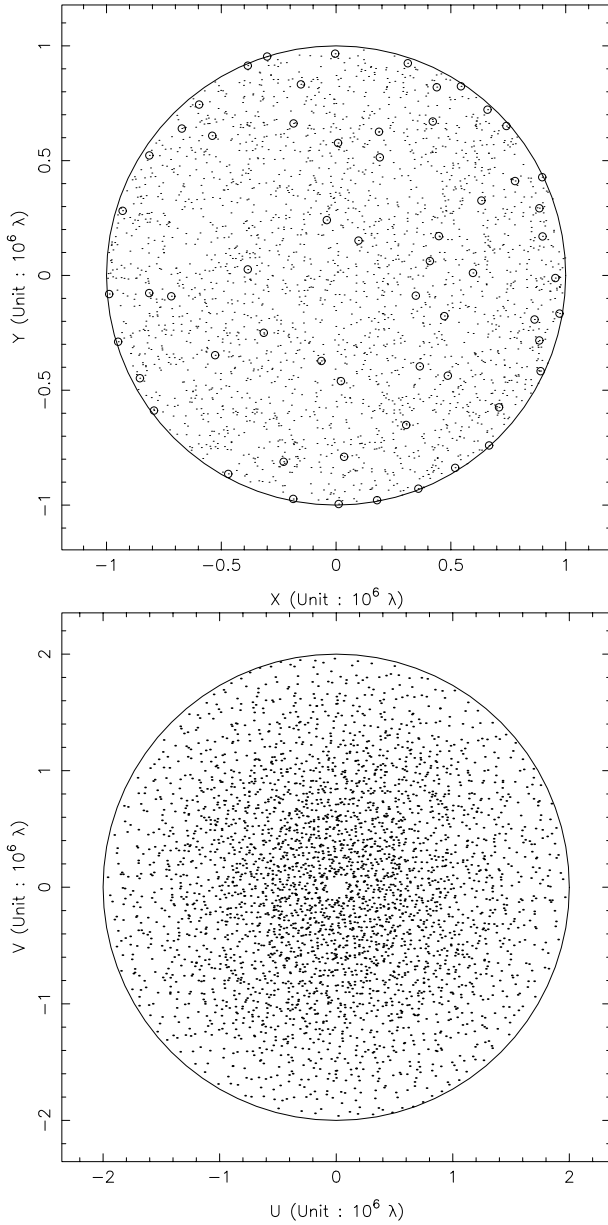 1
0.5
0
−0.5
−1
Y (Unit : 10⁶ λ)
−1 −0.5 0 0.5 1
X (Unit : 10⁶ λ)
2
1
0
−1
−2
V (Unit : 10⁶ λ)
−2 −1 0 1 2
U (Unit : 10⁶ λ)